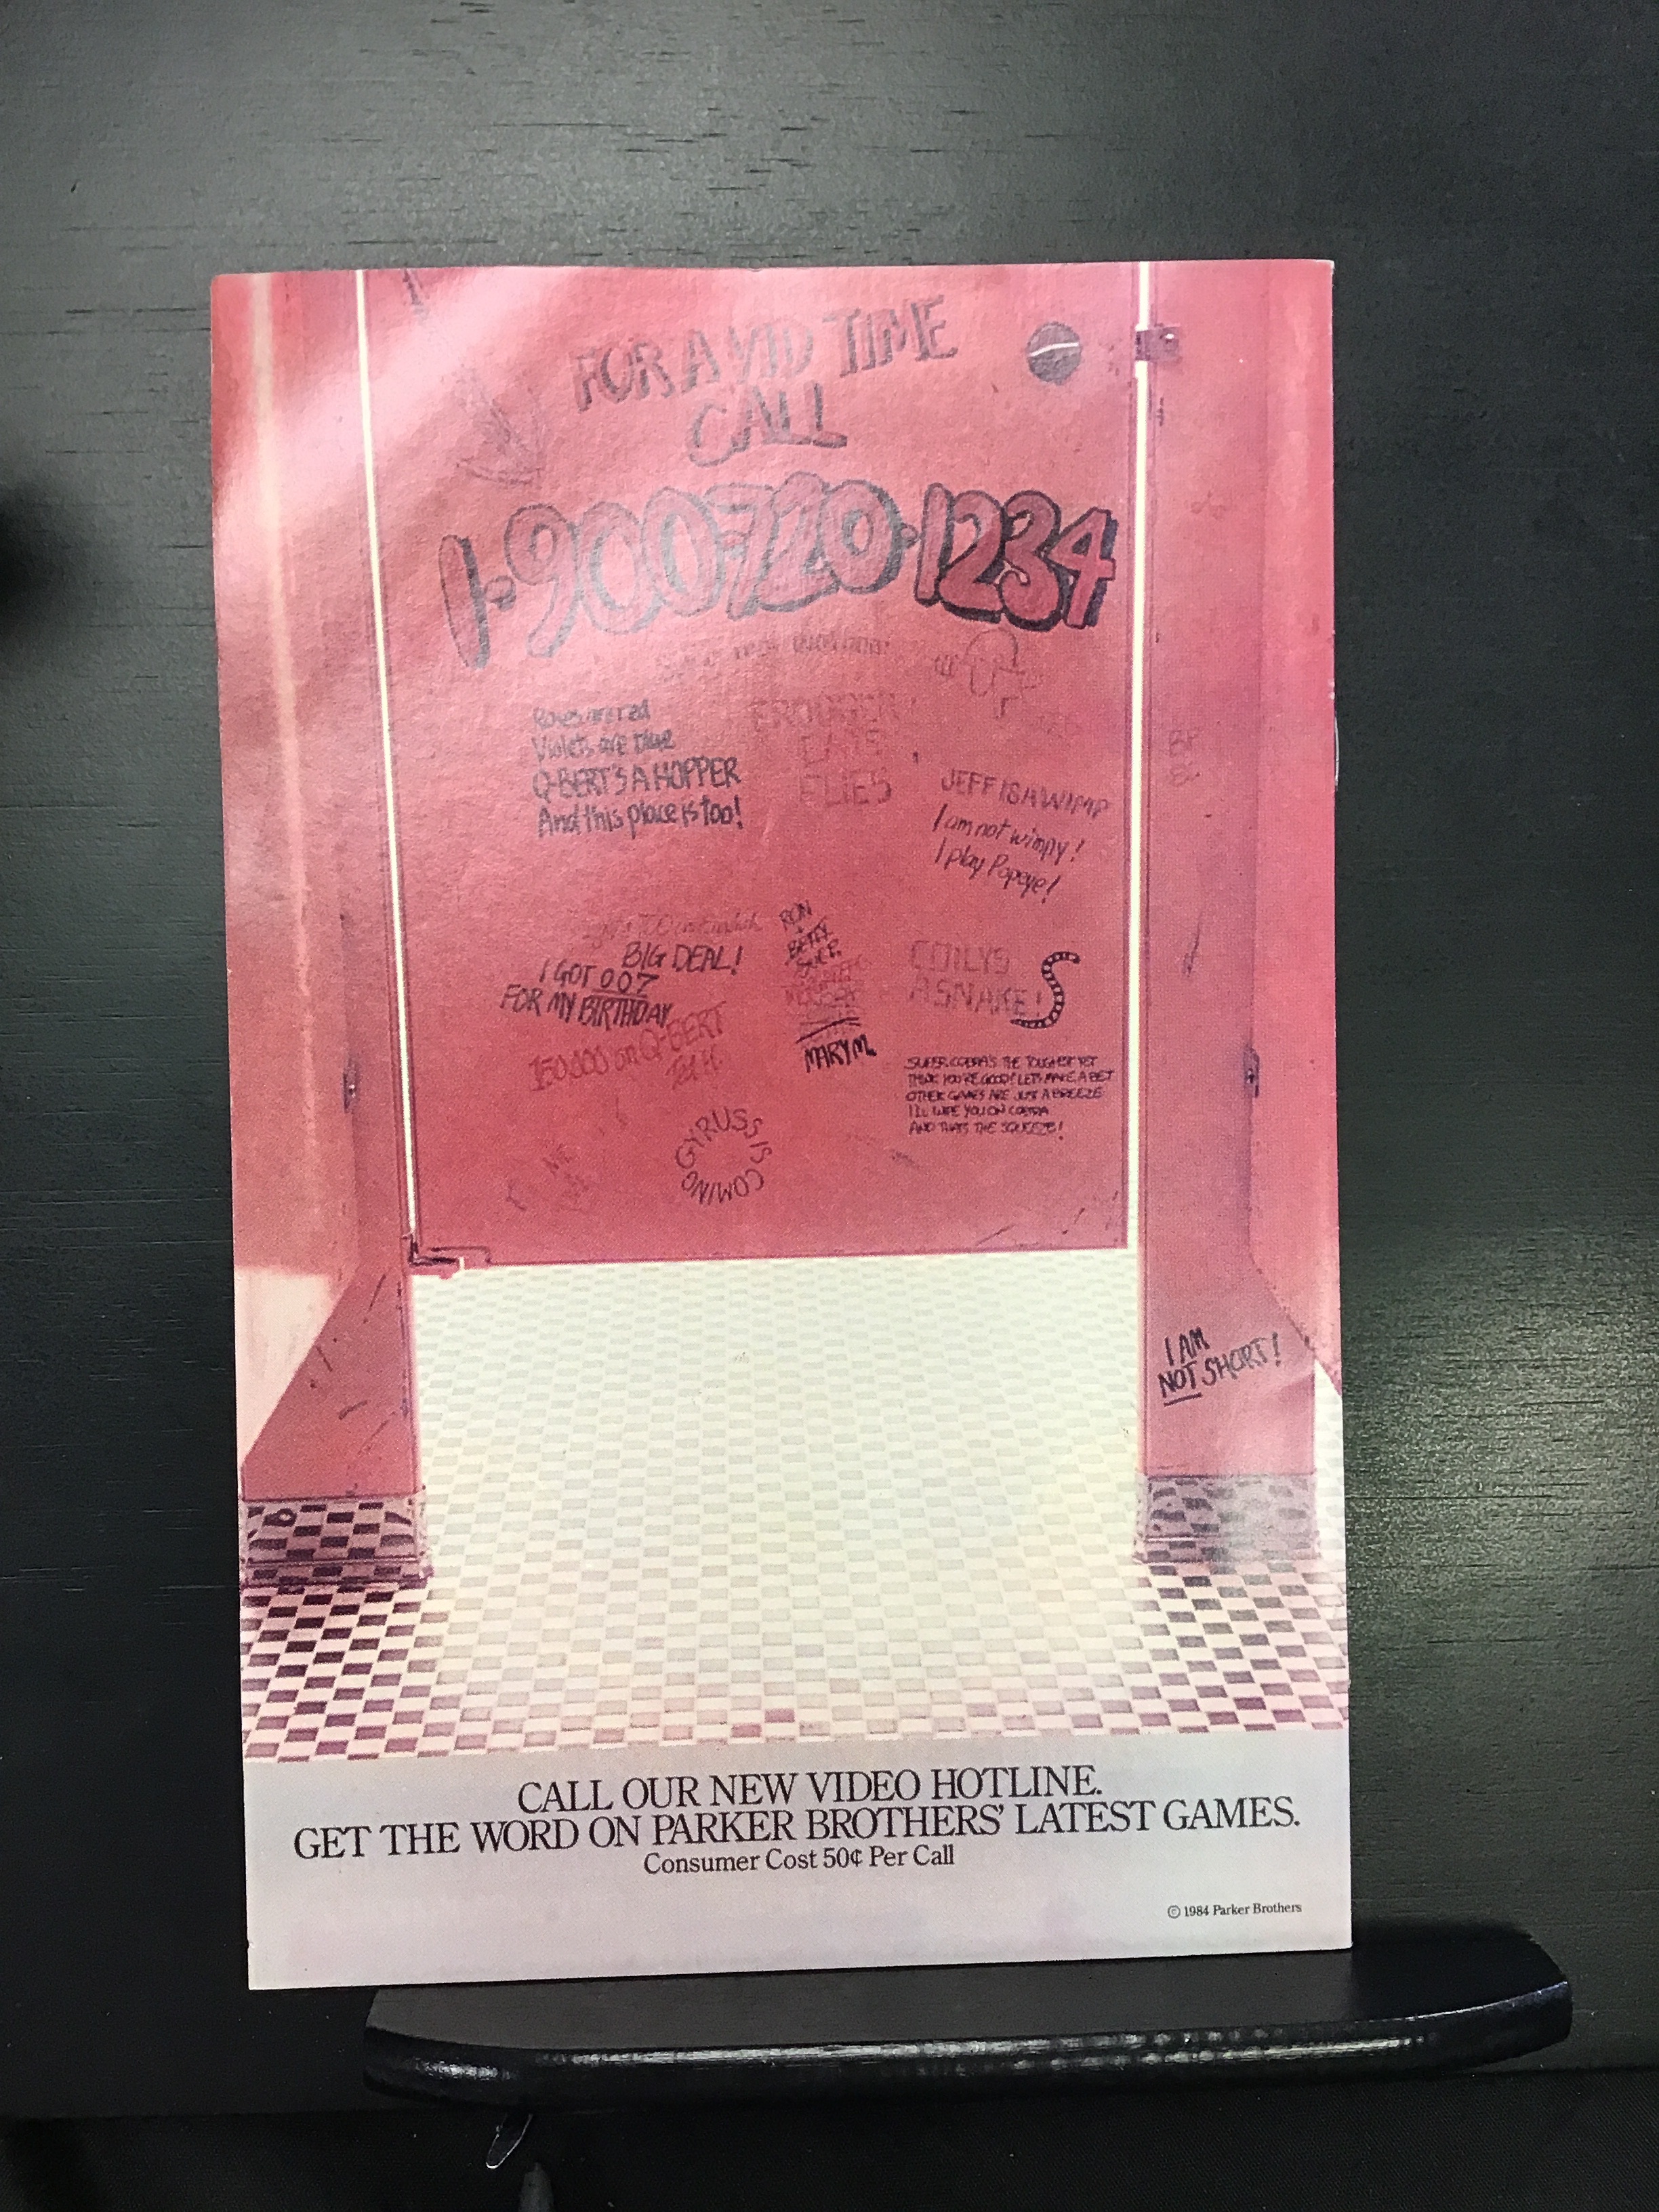 FOR A VID TIME
CALL
1-900720-1234
Roses are red
Violets are blue
Q-BERT'S A HOPPER
And this place is too!
FROGGER
EATS
FLIES
JEFF IS A WIMP
I am not wimpy!
I play Popeye!
BIG DEAL!
I GOT 007
FOR MY BIRTHDAY
150,000 on Q-BERT
RON
+
BETTY
SUE P.
MARY M.
COILYS
A SNAKE!
SUPER COBRA'S THE TOUGHEST YET
THINK YOU'RE GOOD! LETS MAKE A BET
OTHER GAMES ARE JUST A BREEZE
I'LL WIPE YOU ON COBRA
AND THATS THE SQUEEZE!
GYRUSS IS COMING
I AM
NOT SHORT!
CALL OUR NEW VIDEO HOTLINE.
GET THE WORD ON PARKER BROTHERS' LATEST GAMES.
Consumer Cost 50¢ Per Call
© 1984 Parker Brothers